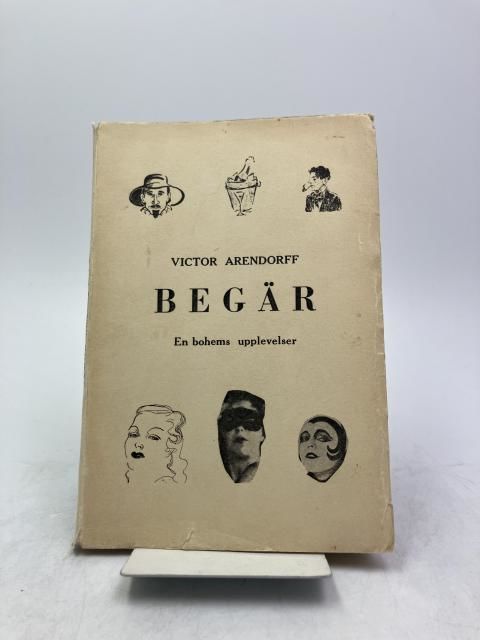 VICTOR ARENDORFF
BEGÄR
En bohems upplevelser